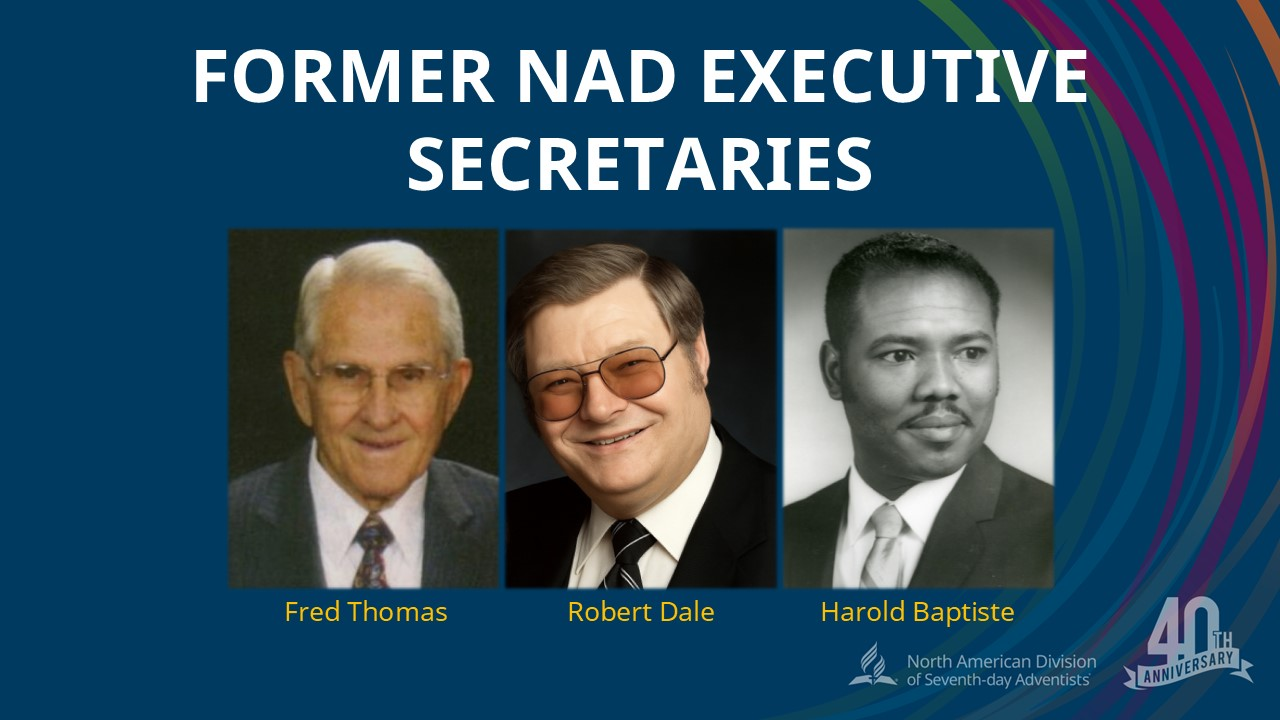 FORMER NAD EXECUTIVE
SECRETARIES
Fred Thomas
Robert Dale
Harold Baptiste
North American Division
of Seventh-day Adventists
40TH
ANNIVERSARY